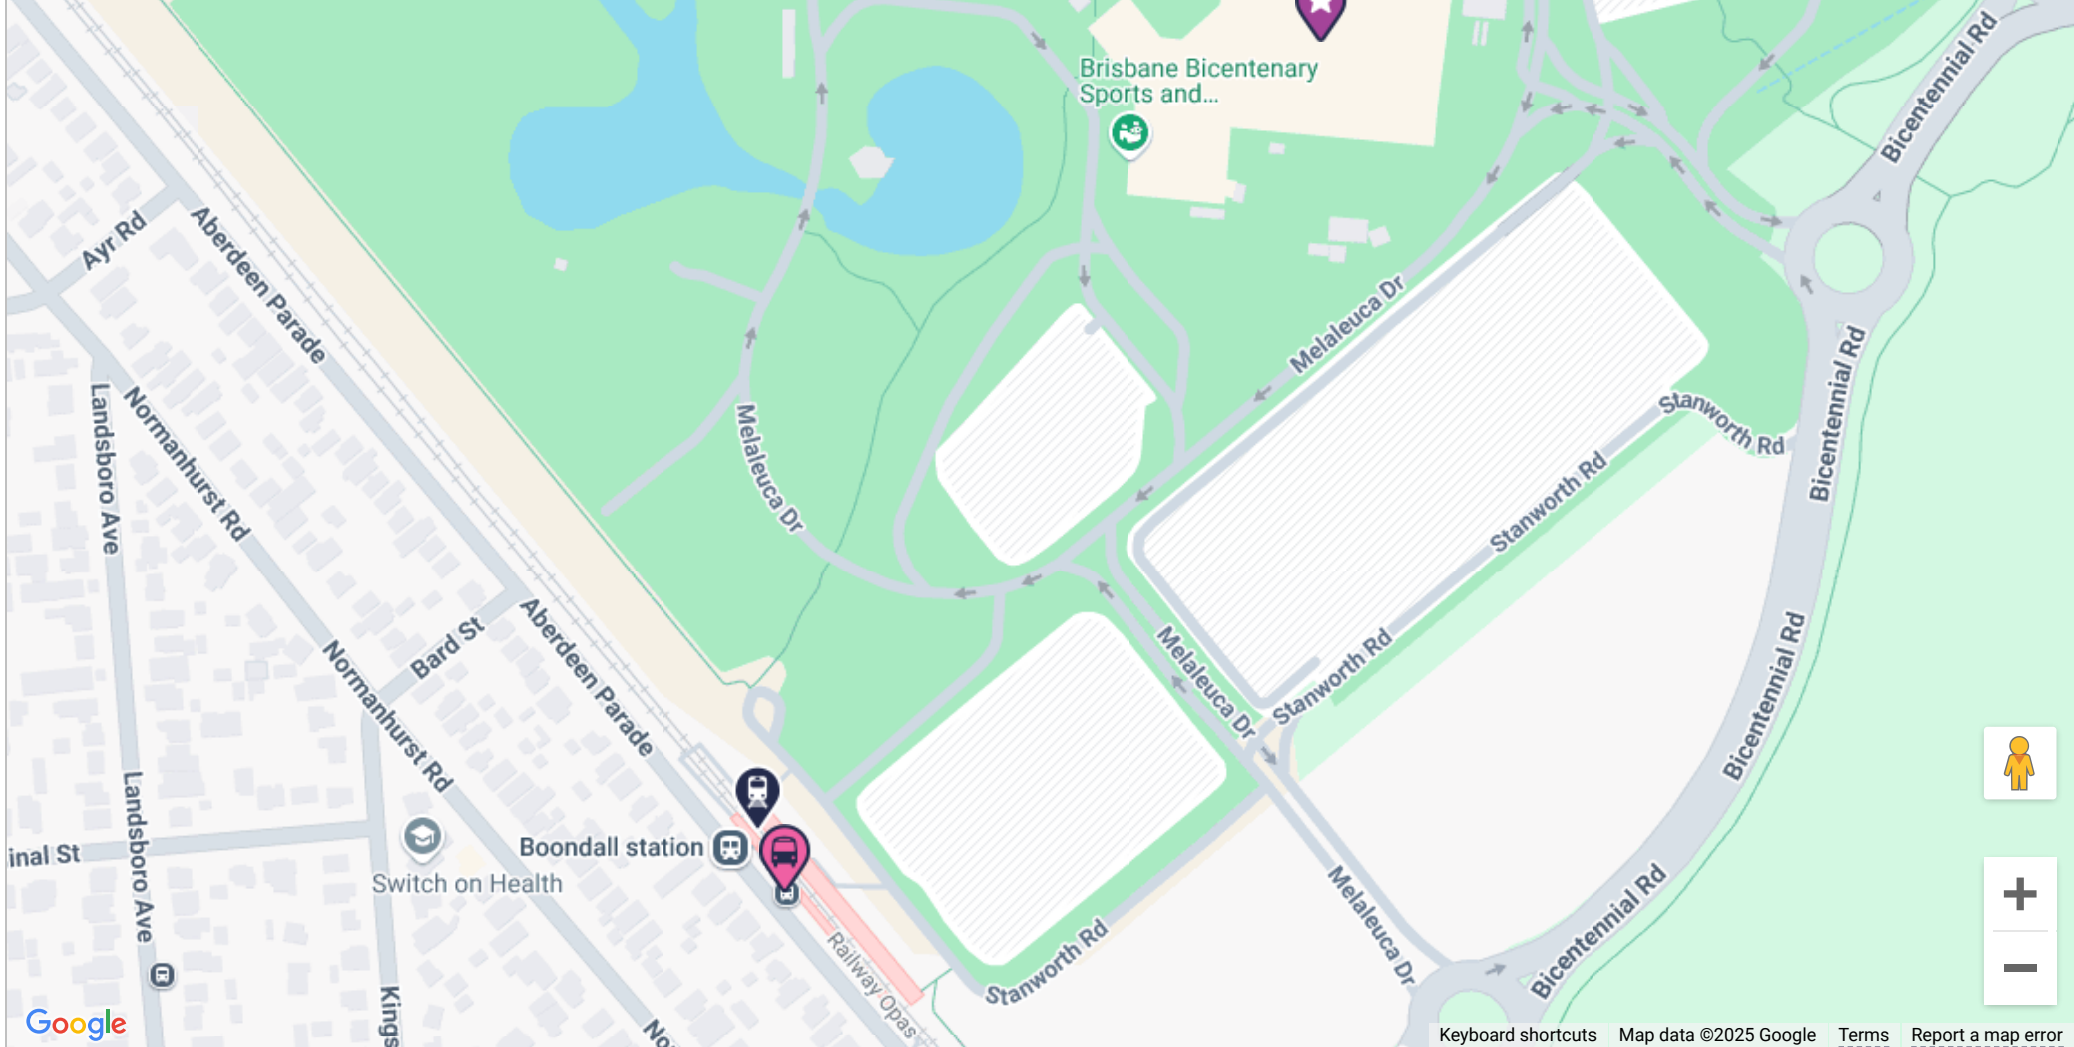 Bicentennial Rd
Brisbane Bicentenary
Sports and...
Ayr Rd
Aberdeen Parade
Melaleuca Dr
Bicentennial Rd
Landsboro Ave
Normanhurst Rd
Melaleuca Dr
Stanworth Rd
Stanworth Rd
Bard St
Aberdeen Parade
Melaleuca Dr
Stanworth Rd
Bicentennial Rd
Normanhurst Rd
Landsboro Ave
inal St
Boondall station
Switch on Health
Melaleuca Dr
Bicentennial Rd
Railway Opas
Stanworth Rd
Kings
No
Google
Keyboard shortcuts
Map data ©2025 Google
Terms
Report a map error